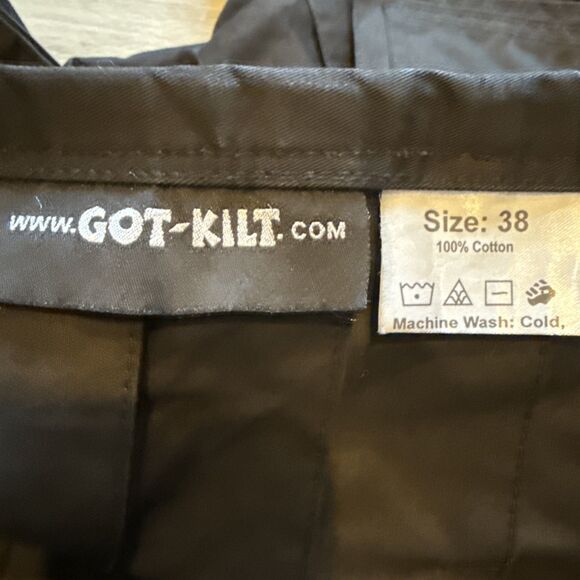 www.GOT-KILT.COM
Size: 38
100% Cotton
Machine Wash: Cold,